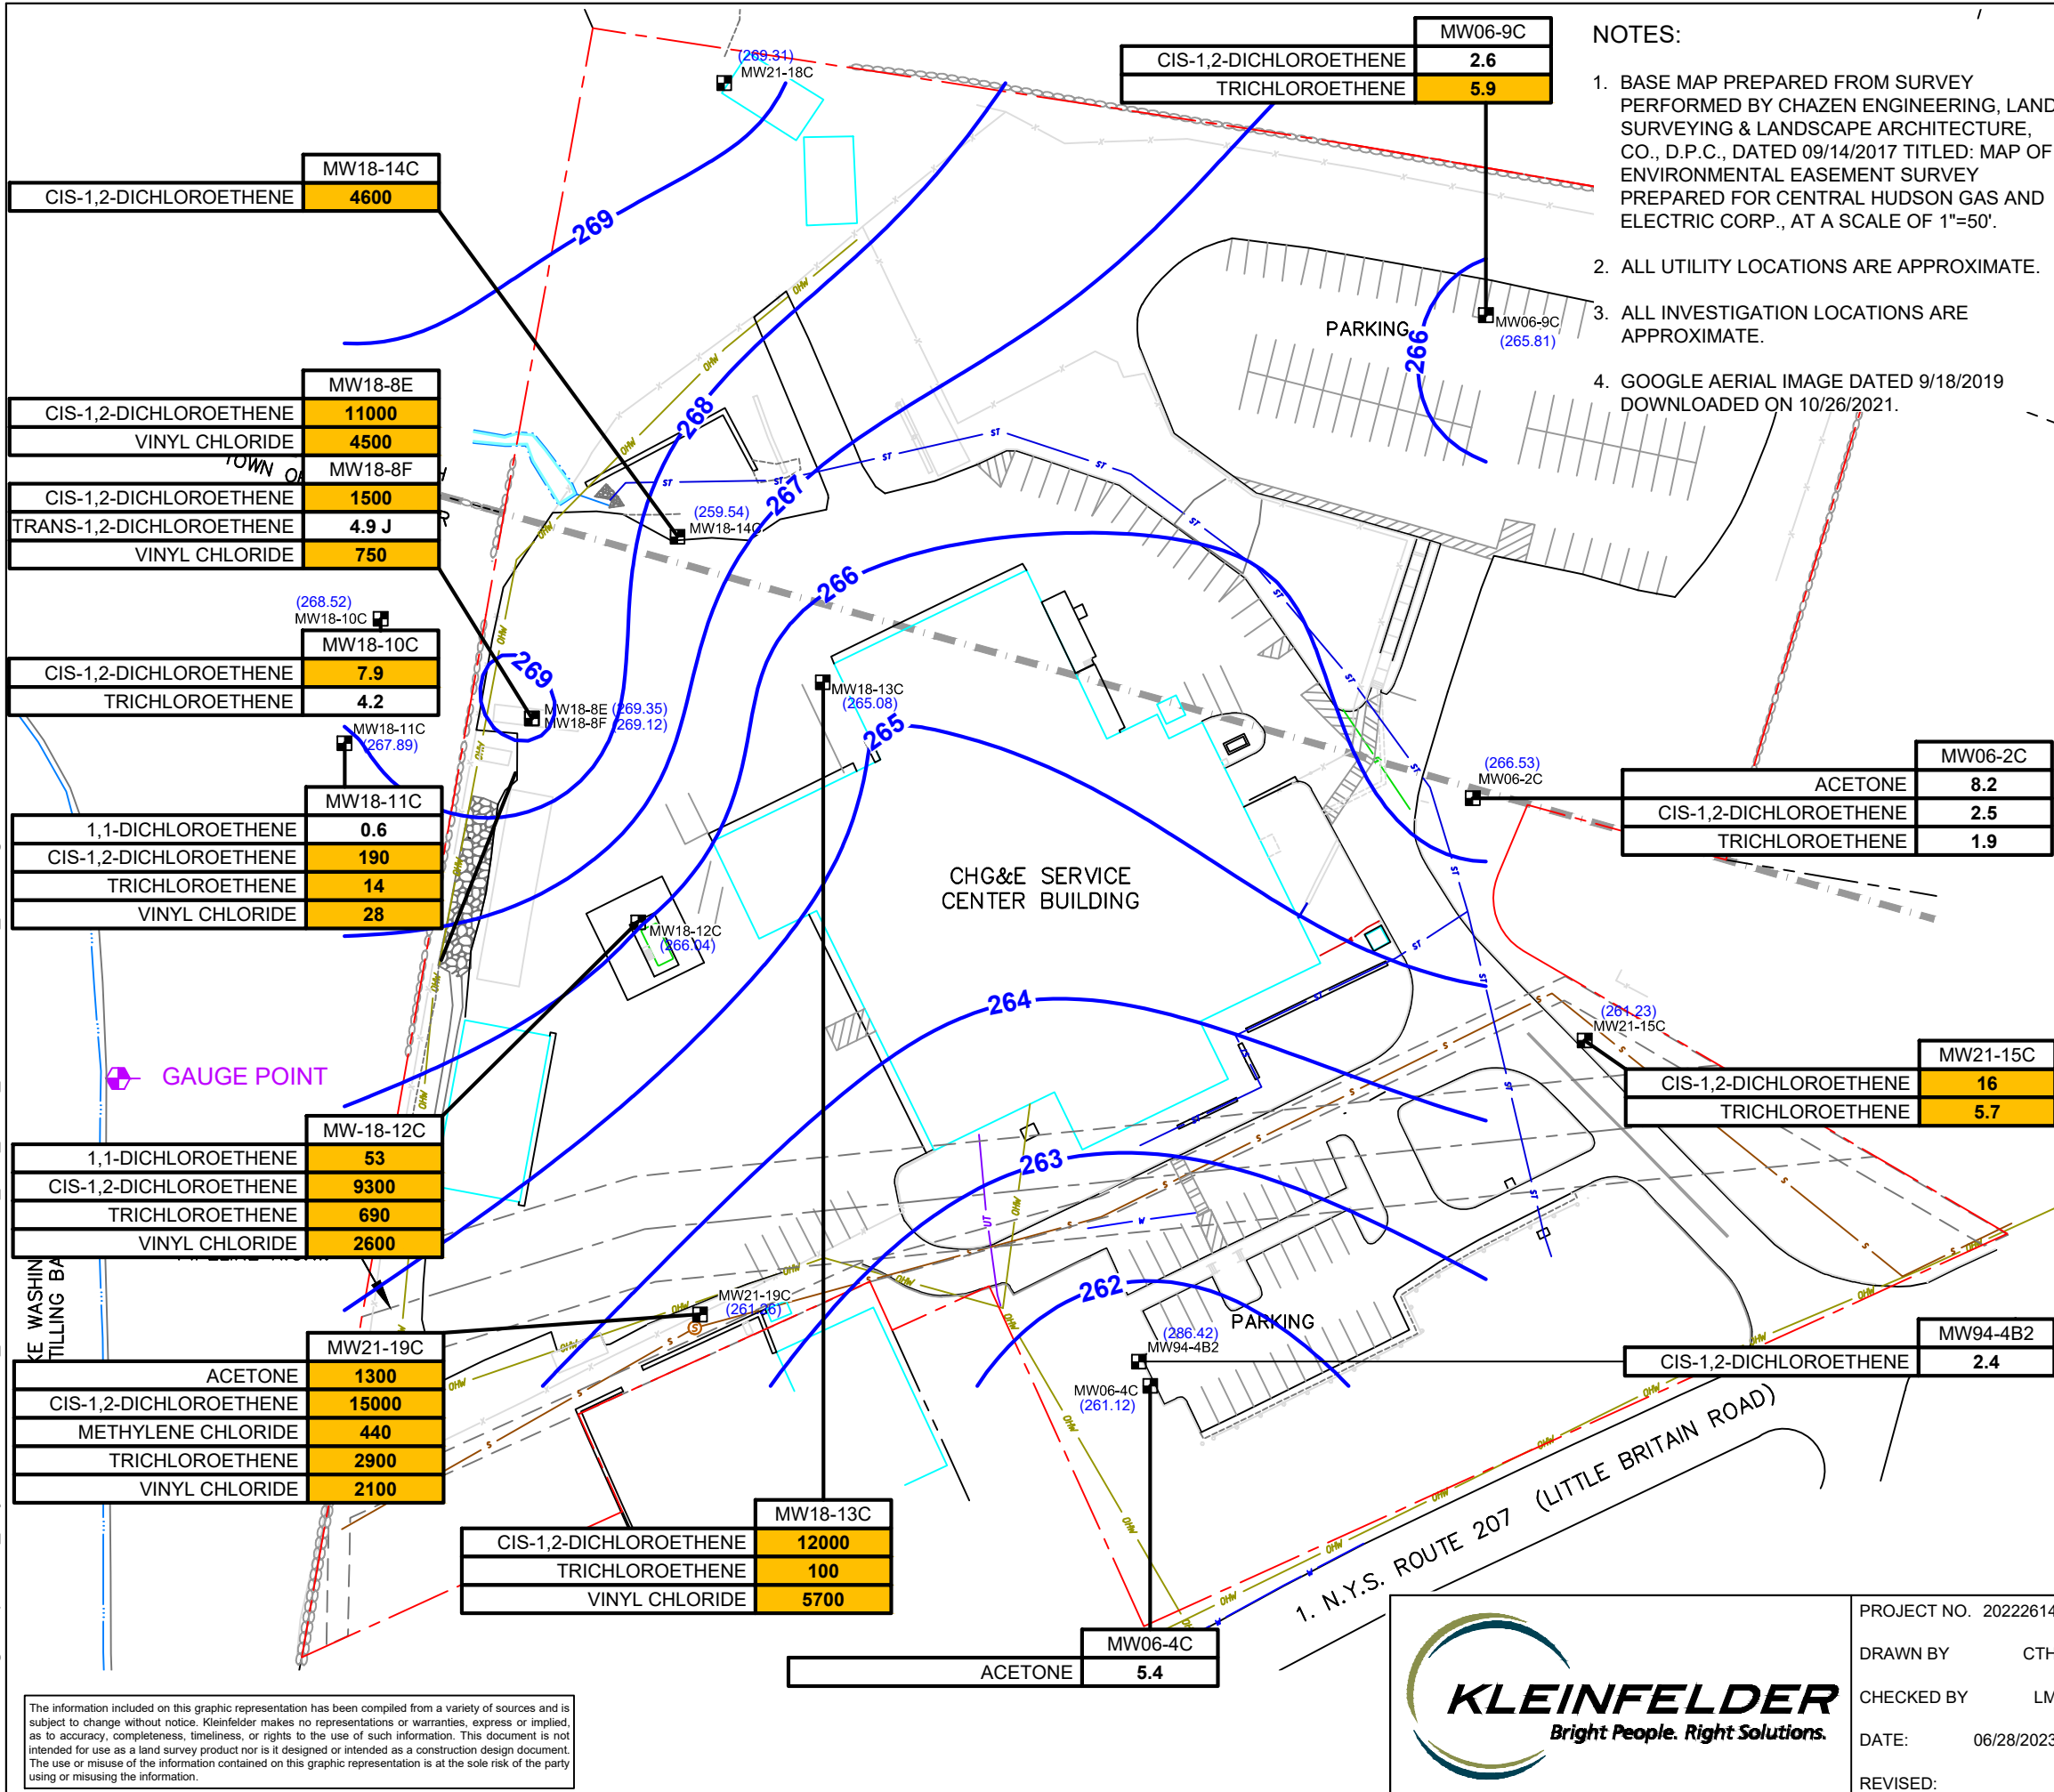 MW06-9C
CIS-1,2-DICHLOROETHENE 2.6
TRICHLOROETHENE 5.9
NOTES:
1. BASE MAP PREPARED FROM SURVEY
PERFORMED BY CHAZEN ENGINEERING, LAND
SURVEYING & LANDSCAPE ARCHITECTURE,
CO., D.P.C., DATED 09/14/2017 TITLED: MAP OF
ENVIRONMENTAL EASEMENT SURVEY
PREPARED FOR CENTRAL HUDSON GAS AND
ELECTRIC CORP., AT A SCALE OF 1"=50'.
2. ALL UTILITY LOCATIONS ARE APPROXIMATE.
3. ALL INVESTIGATION LOCATIONS ARE
APPROXIMATE.
4. GOOGLE AERIAL IMAGE DATED 9/18/2019
DOWNLOADED ON 10/26/2021.
(269.31)
MW21-18C
MW18-14C
CIS-1,2-DICHLOROETHENE 4600
269
268
267
266
PARKING
MW06-9C
(265.81)
266
MW18-8E
CIS-1,2-DICHLOROETHENE 11000
VINYL CHLORIDE 4500
TOWN OF
MW18-8F
CIS-1,2-DICHLOROETHENE 1500
TRANS-1,2-DICHLOROETHENE 4.9 J
VINYL CHLORIDE 750
(259.54)
MW18-14C
(268.52)
MW18-10C
MW18-10C
CIS-1,2-DICHLOROETHENE 7.9
TRICHLOROETHENE 4.2
269
MW18-8E (269.35)
MW18-8F (269.12)
MW18-13C
(265.08)
265
MW18-11C
(267.89)
MW18-11C
1,1-DICHLOROETHENE 0.6
CIS-1,2-DICHLOROETHENE 190
TRICHLOROETHENE 14
VINYL CHLORIDE 28
(266.53)
MW06-2C
MW06-2C
ACETONE 8.2
CIS-1,2-DICHLOROETHENE 2.5
TRICHLOROETHENE 1.9
CHG&E SERVICE
CENTER BUILDING
MW18-12C
(266.04)
264
(261.23)
MW21-15C
MW21-15C
CIS-1,2-DICHLOROETHENE 16
TRICHLOROETHENE 5.7
GAUGE POINT
MW-18-12C
1,1-DICHLOROETHENE 53
CIS-1,2-DICHLOROETHENE 9300
TRICHLOROETHENE 690
VINYL CHLORIDE 2600
263
262
PARKING
MW21-19C
(261.26)
(286.42)
MW94-4B2
MW94-4B2
CIS-1,2-DICHLOROETHENE 2.4
MW06-4C
(261.12)
MW21-19C
ACETONE 1300
CIS-1,2-DICHLOROETHENE 15000
METHYLENE CHLORIDE 440
TRICHLOROETHENE 2900
VINYL CHLORIDE 2100
KE WASHIN
TILLING BA
MW18-13C
CIS-1,2-DICHLOROETHENE 12000
TRICHLOROETHENE 100
VINYL CHLORIDE 5700
1. N.Y.S. ROUTE 207 (LITTLE BRITAIN ROAD)
MW06-4C
ACETONE 5.4
The information included on this graphic representation has been compiled from a variety of sources and is
subject to change without notice. Kleinfelder makes no representations or warranties, express or implied,
as to accuracy, completeness, timeliness, or rights to the use of such information. This document is not
intended for use as a land survey product nor is it designed or intended as a construction design document.
The use or misuse of the information contained on this graphic representation is at the sole risk of the party
using or misusing the information.
KLEINFELDER
Bright People. Right Solutions.
PROJECT NO. 20222614
DRAWN BY CTH
CHECKED BY LM
DATE: 06/28/2023
REVISED: